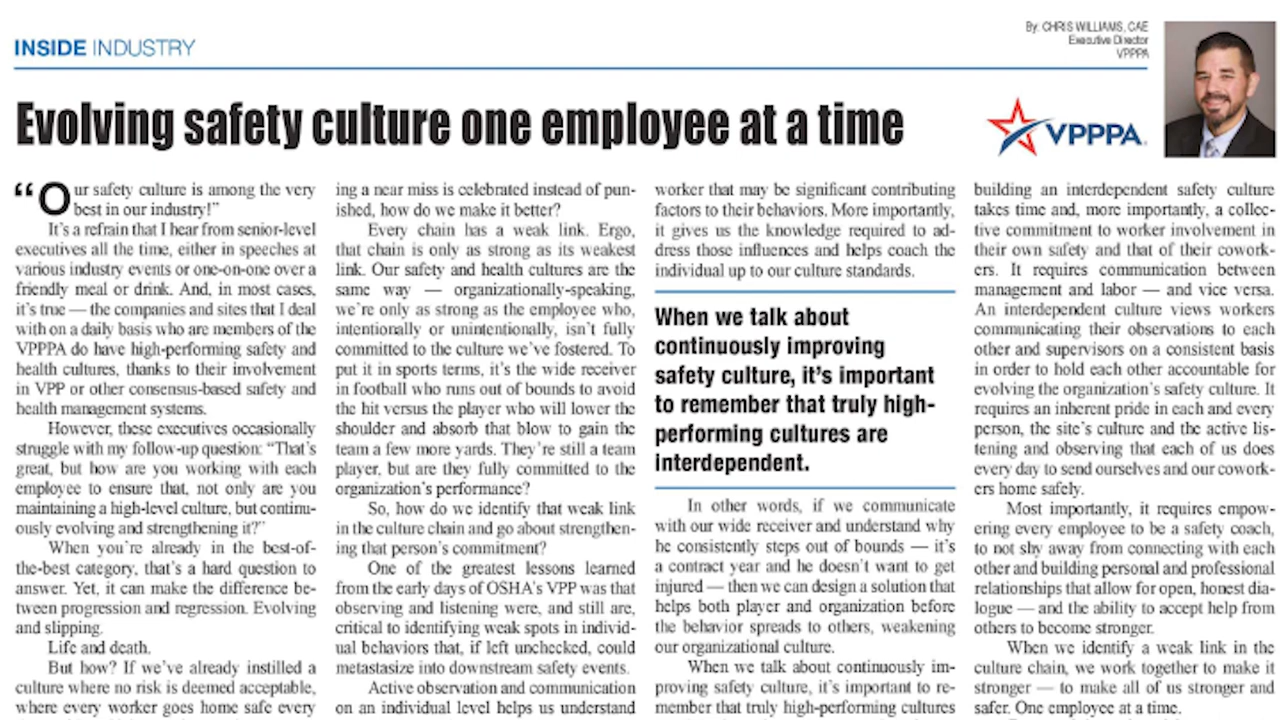 INSIDE INDUSTRY
By: CHRIS WILLIAMS, CAE
Executive Director
VPPPA
Evolving safety culture one employee at a time
VPPPA
“Our safety culture is among the very
best in our industry!”
It’s a refrain that I hear from senior-level
executives all the time, either in speeches at
various industry events or one-on-one over a
friendly meal or drink. And, in most cases,
it’s true — the companies and sites that I deal
with on a daily basis who are members of the
VPPPA do have high-performing safety and
health cultures, thanks to their involvement
in VPP or other consensus-based safety and
health management systems.
However, these executives occasionally
struggle with my follow-up question: “That’s
great, but how are you working with each
employee to ensure that, not only are you
maintaining a high-level culture, but continu-
ously evolving and strengthening it?”
When you’re already in the best-of-
the-best category, that’s a hard question to
answer. Yet, it can make the difference be-
tween progression and regression. Evolving
and slipping.
Life and death.
But how? If we’ve already instilled a
culture where no risk is deemed acceptable,
where every worker goes home safe every
ing a near miss is celebrated instead of pun-
ished, how do we make it better?
Every chain has a weak link. Ergo,
that chain is only as strong as its weakest
link. Our safety and health cultures are the
same way — organizationally-speaking,
we’re only as strong as the employee who,
intentionally or unintentionally, isn’t fully
committed to the culture we’ve fostered. To
put it in sports terms, it’s the wide receiver
in football who runs out of bounds to avoid
the hit versus the player who will lower the
shoulder and absorb that blow to gain the
team a few more yards. They’re still a team
player, but are they fully committed to the
organization’s performance?
So, how do we identify that weak link
in the culture chain and go about strengthen-
ing that person’s commitment?
One of the greatest lessons learned
from the early days of OSHA’s VPP was that
observing and listening were, and still are,
critical to identifying weak spots in individ-
ual behaviors that, if left unchecked, could
metastasize into downstream safety events.
Active observation and communication
on an individual level helps us understand
worker that may be significant contributing
factors to their behaviors. More importantly,
it gives us the knowledge required to ad-
dress those influences and helps coach the
individual up to our culture standards.
When we talk about
continuously improving
safety culture, it’s important
to remember that truly high-
performing cultures are
interdependent.
In other words, if we communicate
with our wide receiver and understand why
he consistently steps out of bounds — it’s
a contract year and he doesn’t want to get
injured — then we can design a solution that
helps both player and organization before
the behavior spreads to others, weakening
our organizational culture.
When we talk about continuously im-
proving safety culture, it’s important to re-
member that truly high-performing cultures
building an interdependent safety culture
takes time and, more importantly, a collec-
tive commitment to worker involvement in
their own safety and that of their cowork-
ers. It requires communication between
management and labor — and vice versa.
An interdependent culture views workers
communicating their observations to each
other and supervisors on a consistent basis
in order to hold each other accountable for
evolving the organization’s safety culture. It
requires an inherent pride in each and every
person, the site’s culture and the active lis-
tening and observing that each of us does
every day to send ourselves and our cowork-
ers home safely.
Most importantly, it requires empow-
ering every employee to be a safety coach,
to not shy away from connecting with each
other and building personal and professional
relationships that allow for open, honest dia-
logue — and the ability to accept help from
others to become stronger.
When we identify a weak link in the
culture chain, we work together to make it
stronger — to make all of us stronger and
safer. One employee at a time.